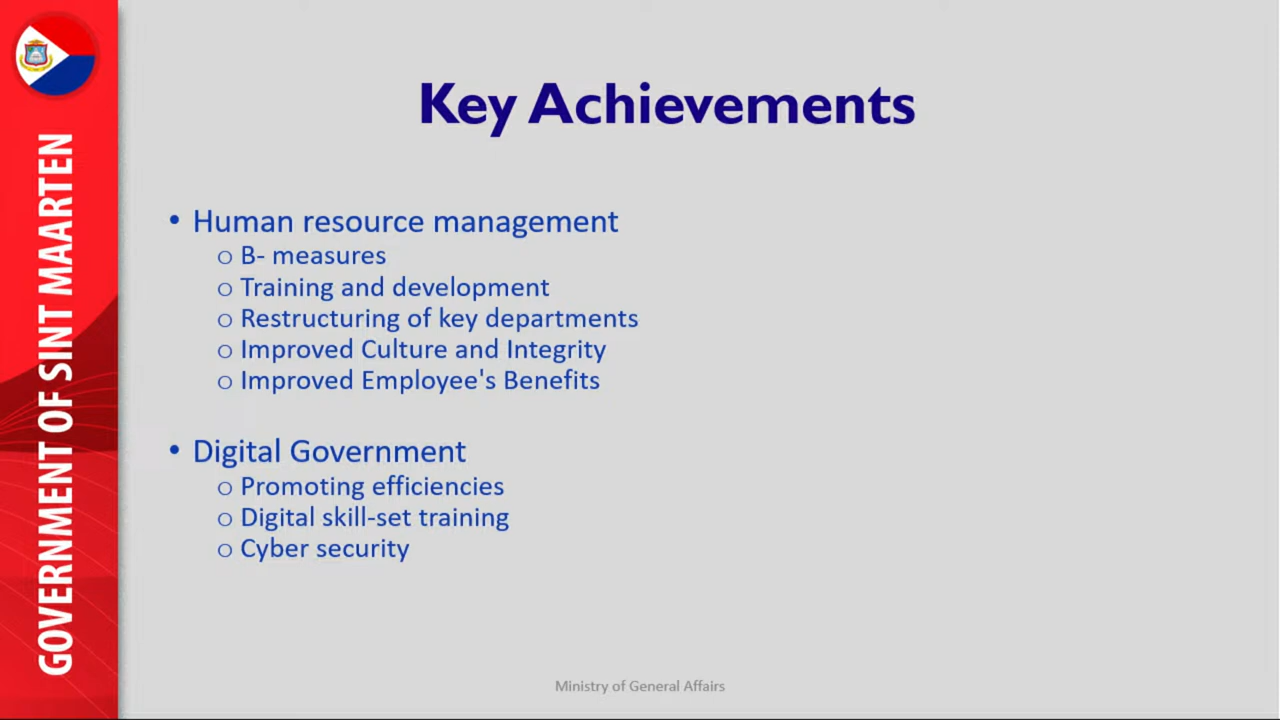 GOVERNMENT OF SINT MAARTEN
Key Achievements
• Human resource management
o B- measures
o Training and development
o Restructuring of key departments
o Improved Culture and Integrity
o Improved Employee's Benefits
• Digital Government
o Promoting efficiencies
o Digital skill-set training
o Cyber security
Ministry of General Affairs